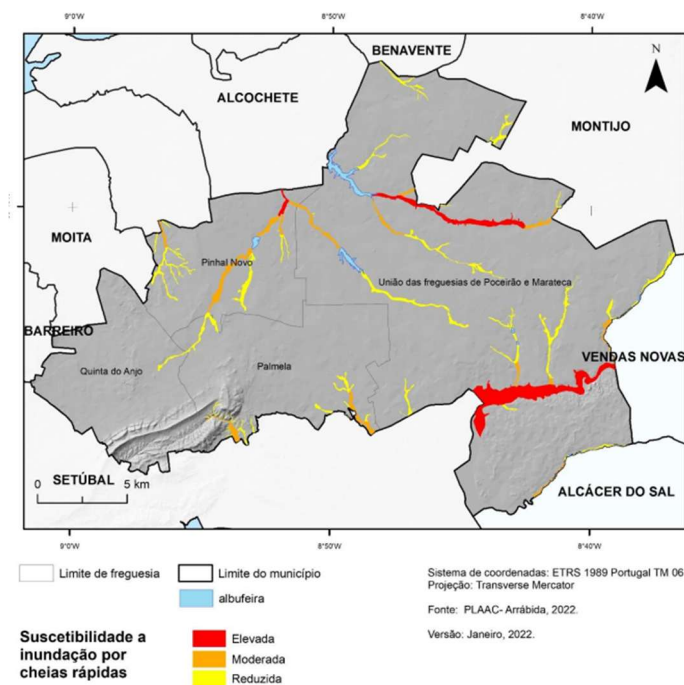 9°0'W 8°50'W 8°40'W
BENAVENTE
N
ALCOCHETE
MONTIJO
MOITA
Pinhal Novo
União das freguesias de Poceirão e Marateca
BARREIRO
VENDAS NOVAS
Quinta do Anjo
Palmela
SETÚBAL
0 5 km
ALCÁCER DO SAL
9°0'W 8°50'W 8°40'W
Limite de freguesia
Limite do município
albufeira
Sistema de coordenadas: ETRS 1989 Portugal TM 06
Projeção: Transverse Mercator
Fonte: PLAAC- Arrábida, 2022.
Versão: Janeiro, 2022.
Suscetibilidade a
inundação por
cheias rápidas
Elevada
Moderada
Reduzida